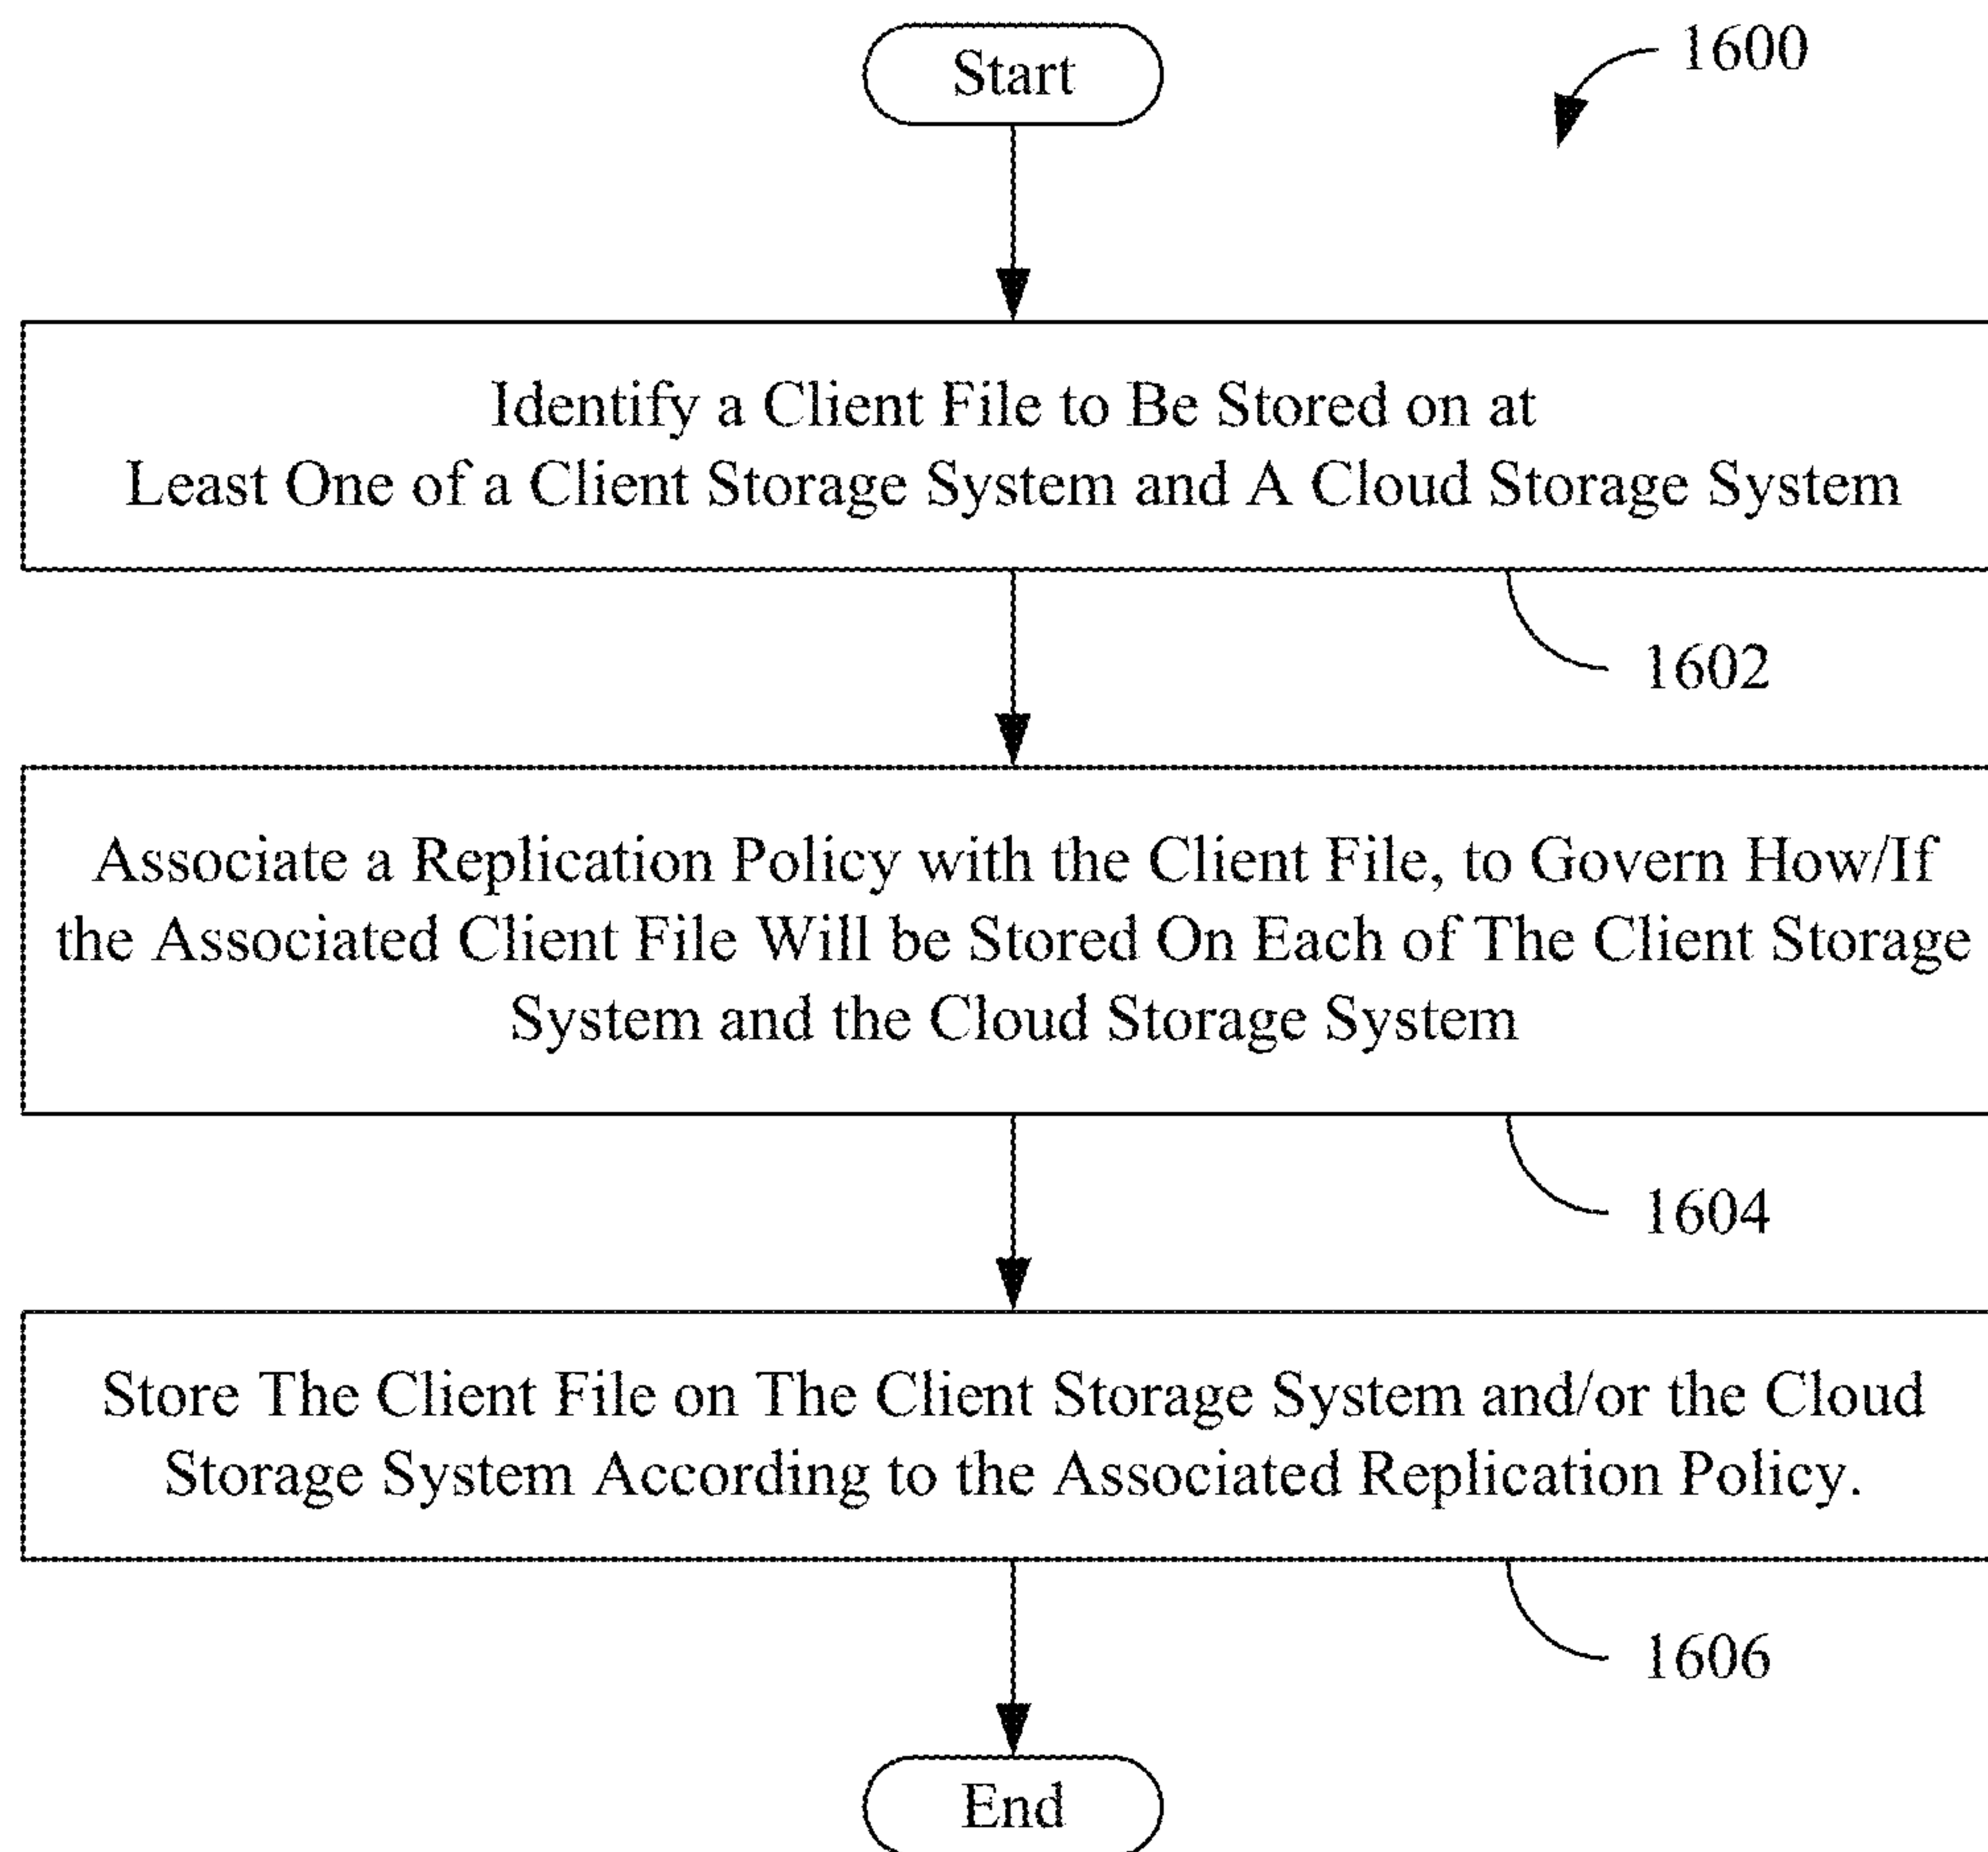 Start
1600
Identify a Client File to Be Stored on at
Least One of a Client Storage System and A Cloud Storage System
1602
Associate a Replication Policy with the Client File, to Govern How/If
the Associated Client File Will be Stored On Each of The Client Storage
System and the Cloud Storage System
1604
Store The Client File on The Client Storage System and/or the Cloud
Storage System According to the Associated Replication Policy.
1606
End